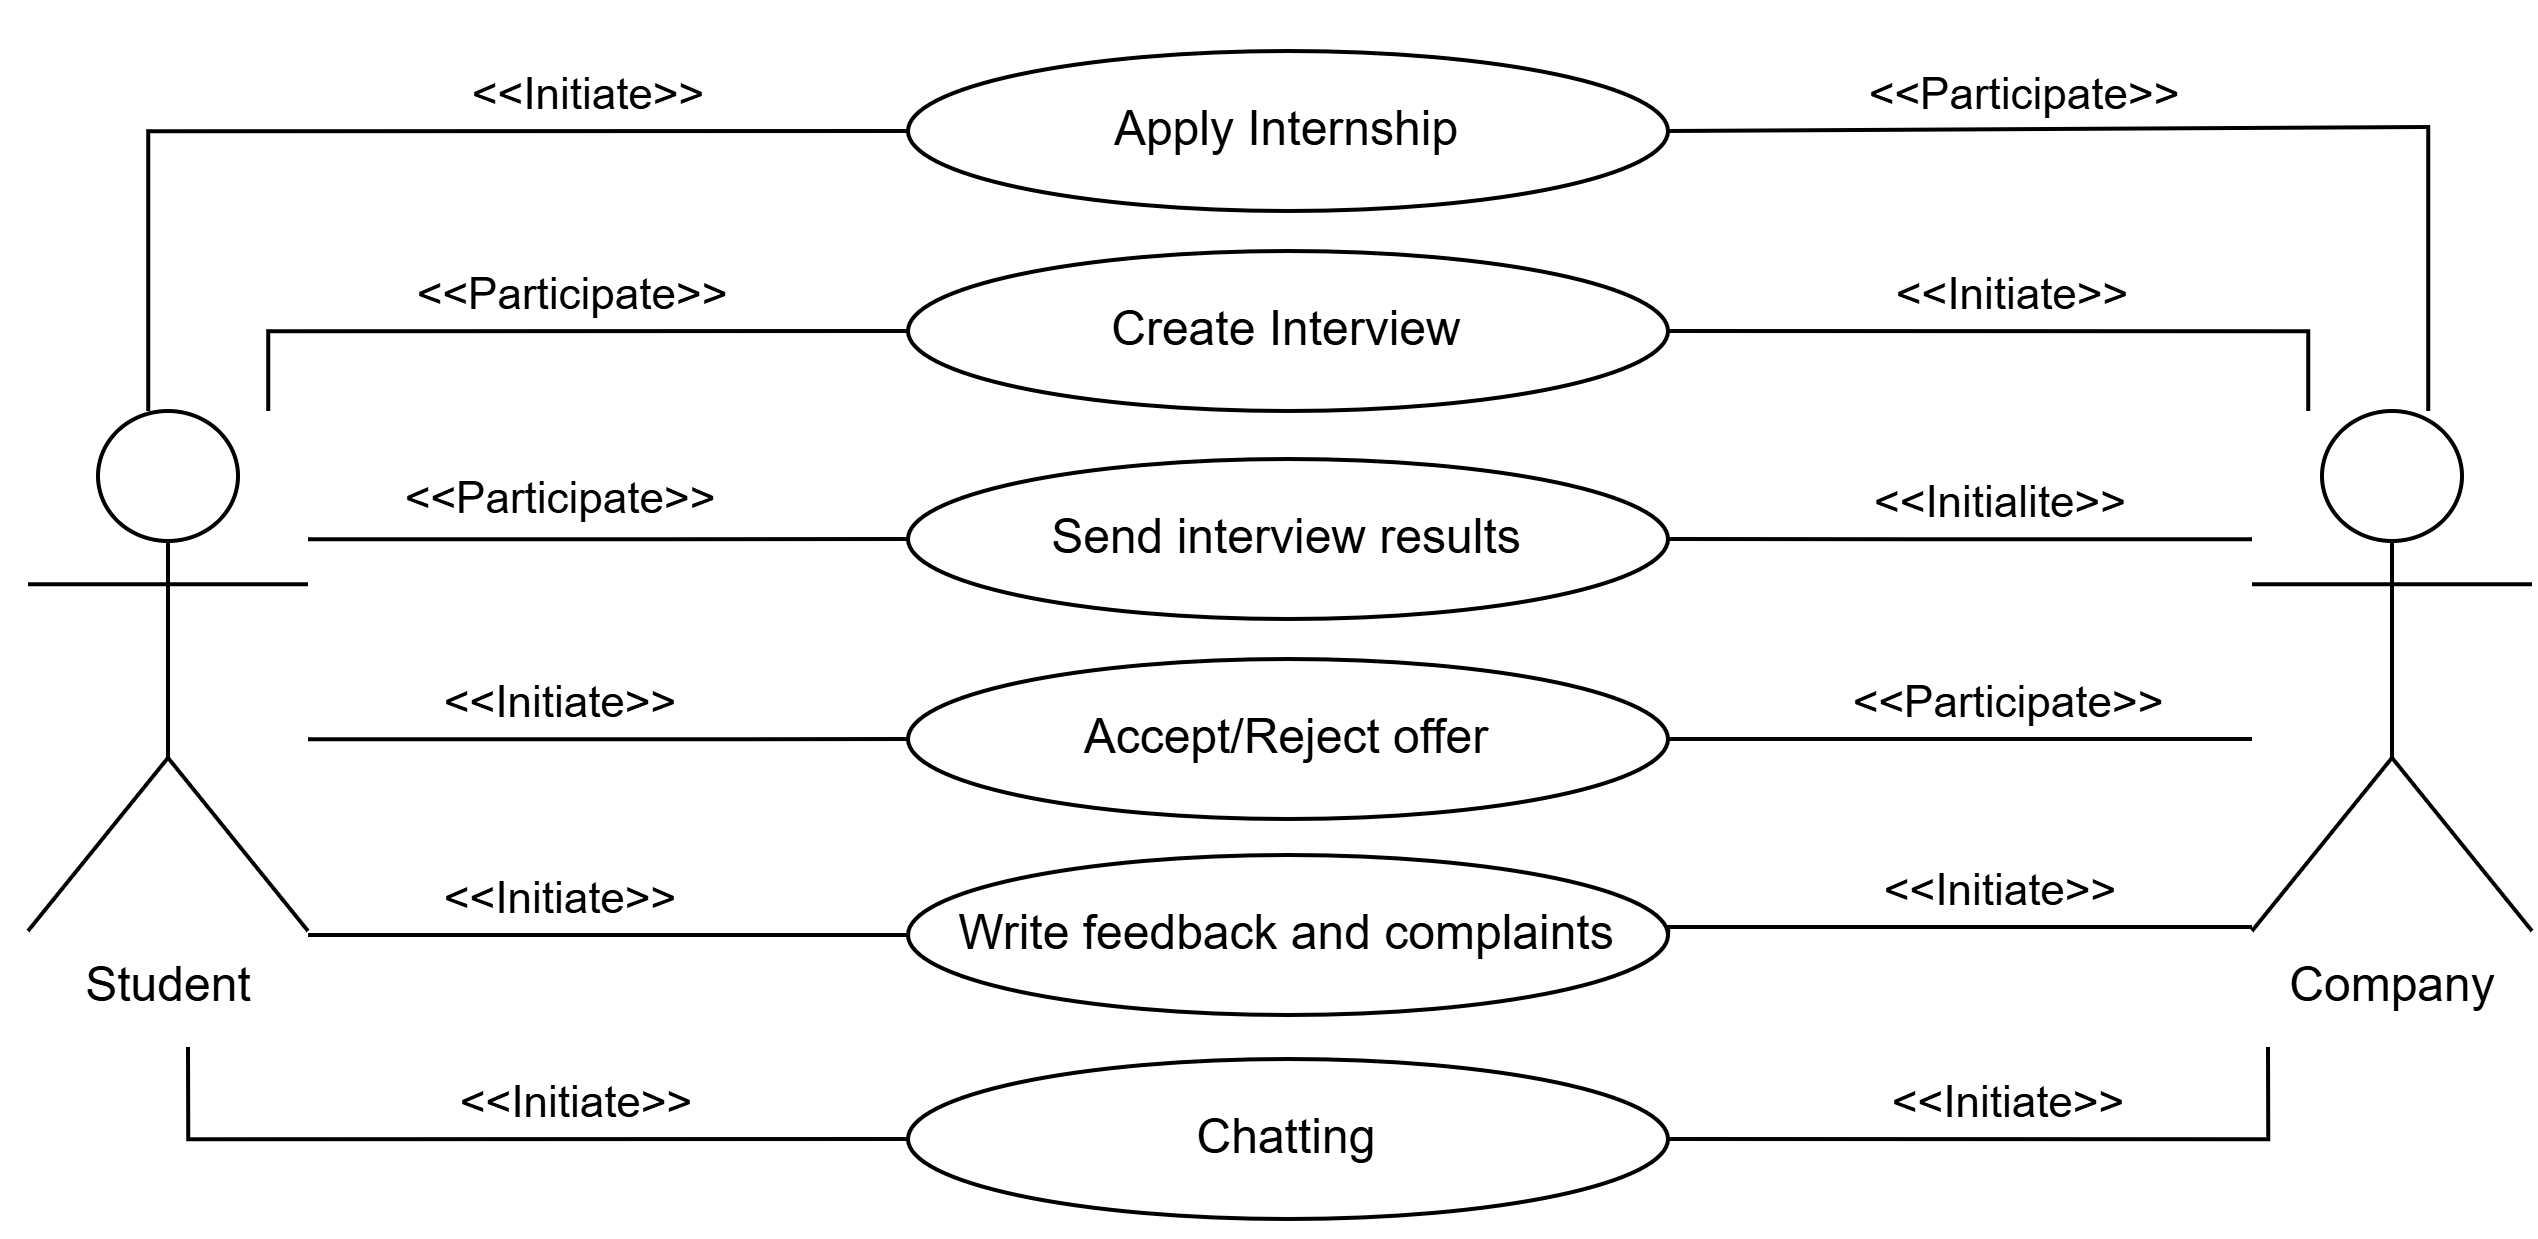 <<Initiate>>
<<Participate>>
Apply Internship
<<Participate>>
<<Initiate>>
Create Interview
<<Participate>>
<<Initialite>>
Send interview results
<<Initiate>>
<<Participate>>
Accept/Reject offer
<<Initiate>>
<<Initiate>>
Write feedback and complaints
Student
Company
<<Initiate>>
<<Initiate>>
Chatting